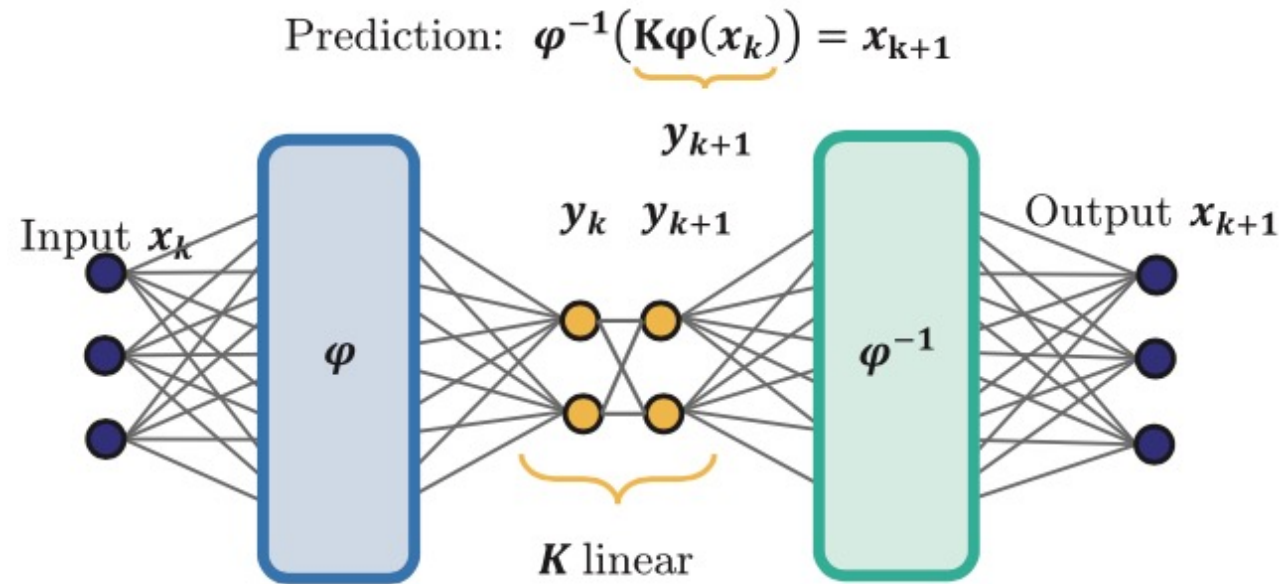 Prediction: φ⁻¹(Kφ(xₖ)) = xₖ₊₁
yₖ₊₁
yₖ yₖ₊₁
Input xₖ
Output xₖ₊₁
φ
φ⁻¹
K linear